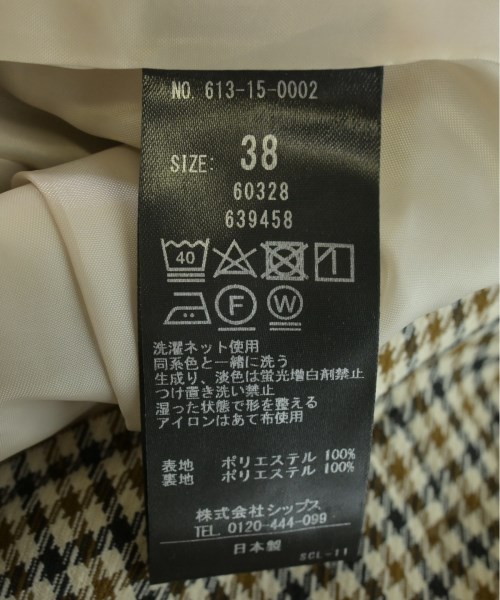 NO. 613-15-0002
SIZE: 38
60328
639458
40
F W
洗濯ネット使用
同系色と一緒に洗う
生成り、淡色は蛍光増白剤禁止
つけ置き洗い禁止
湿った状態で形を整える
アイロンはあて布使用
表地 ポリエステル 100%
裏地 ポリエステル 100%
株式会社シップス
TEL. 0120-444-099
日本製 SCL-11